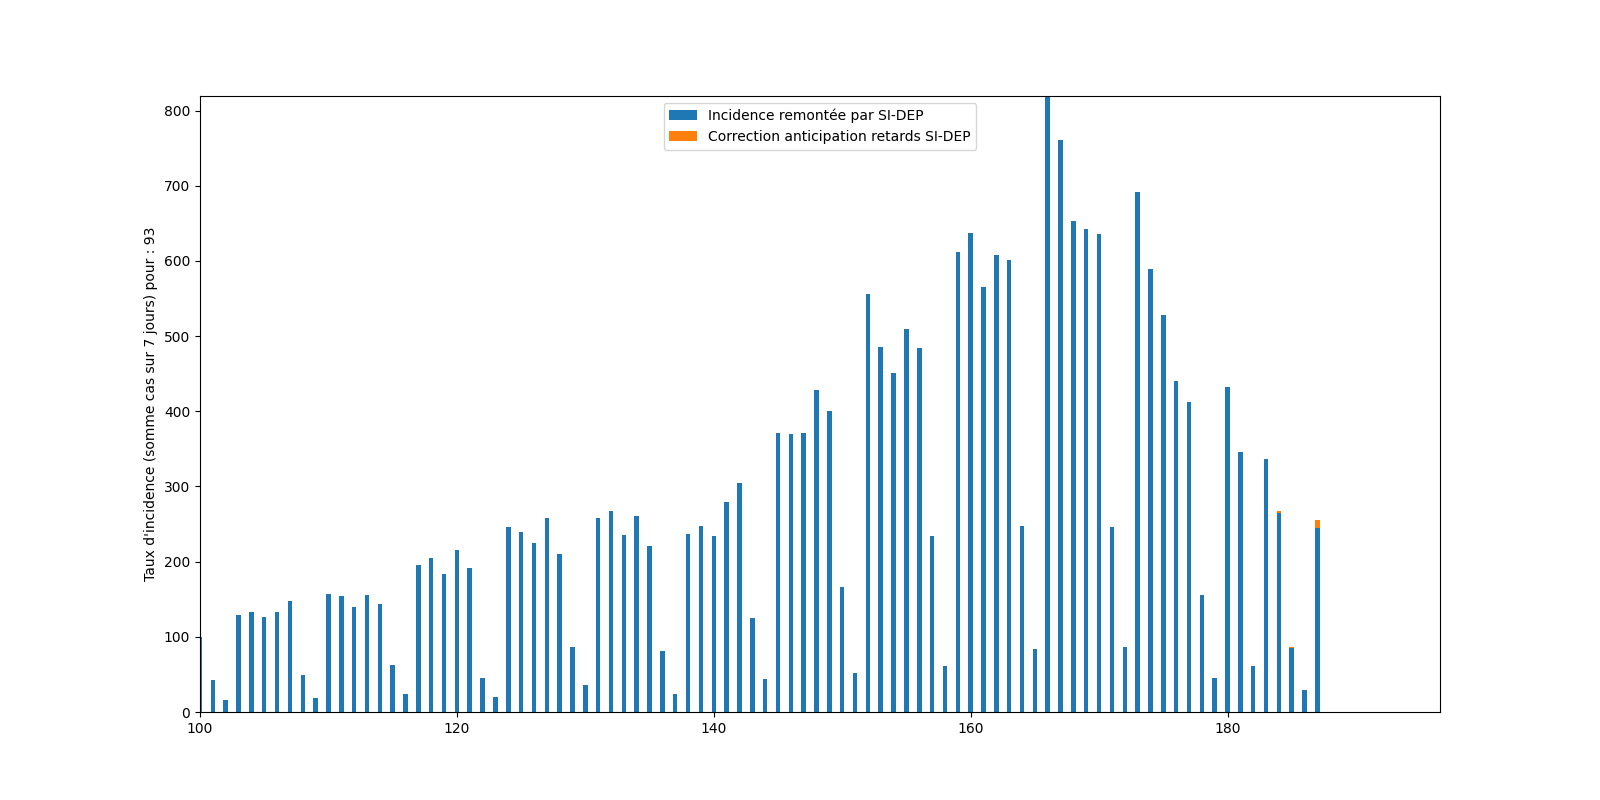 Incidence remontée par SI-DEP
Correction anticipation retards SI-DEP
Taux d'incidence (somme cas sur 7 jours) pour : 93
800
700
600
500
400
300
200
100
0
100 120 140 160 180